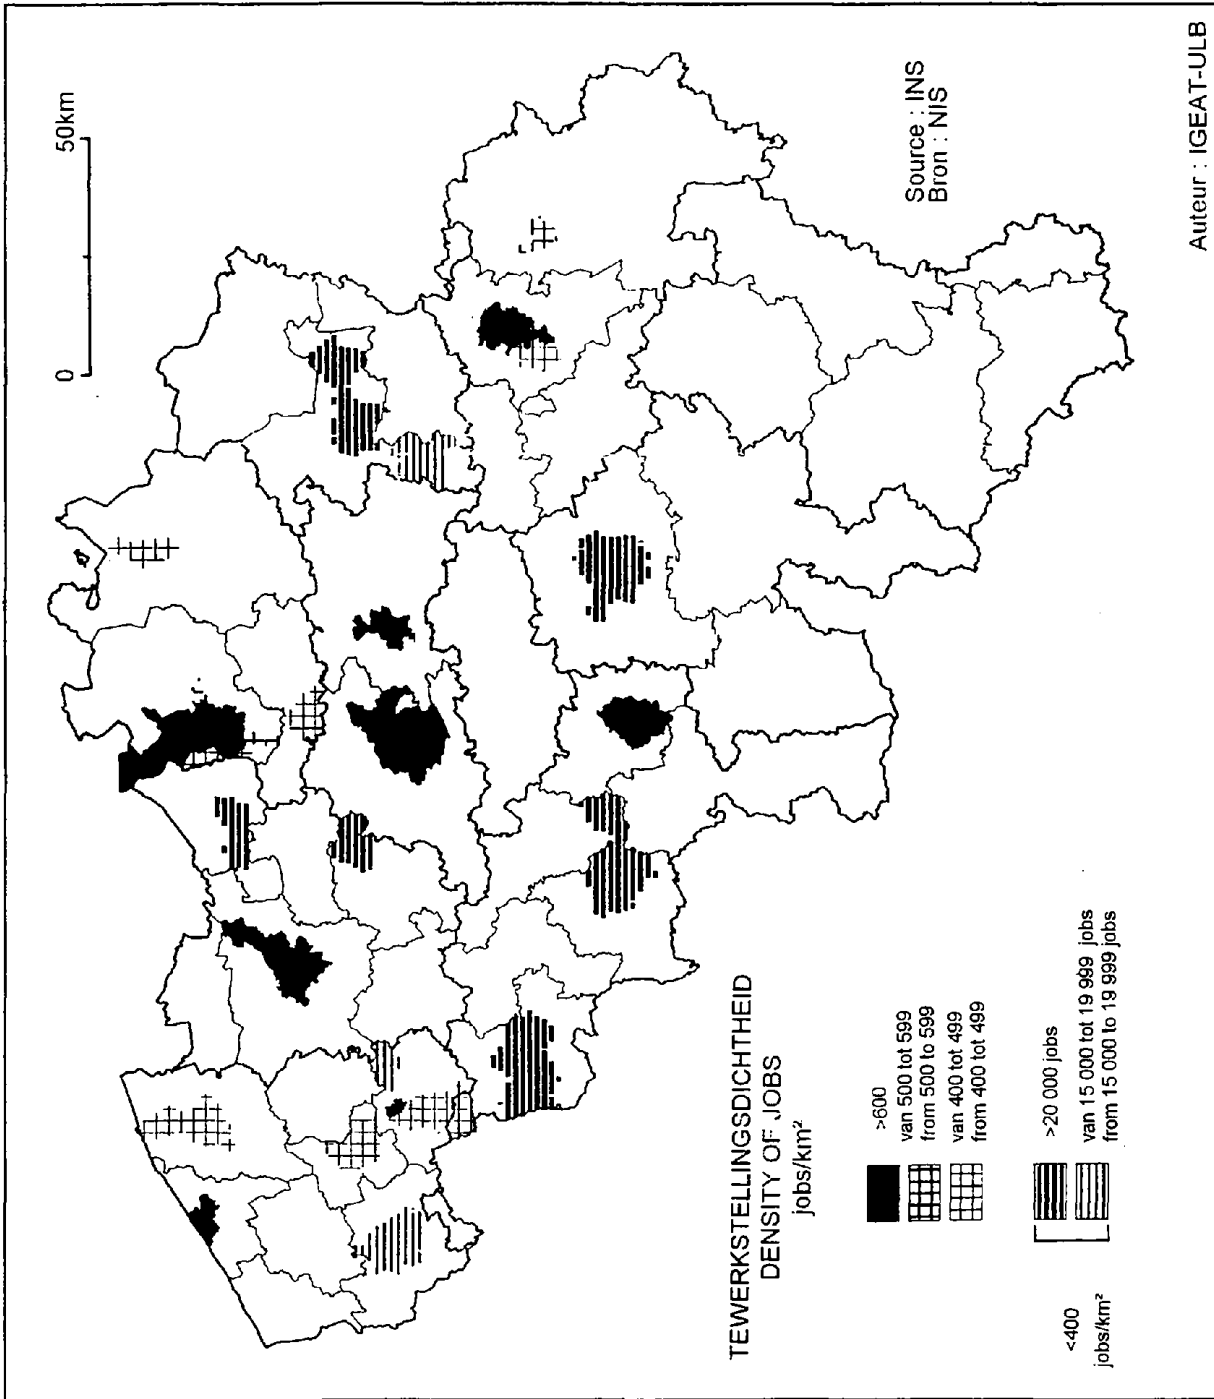 0 50km
Source : INS
Bron : NIS
Auteur : IGEAT-ULB
TEWERKSTELLINGSDICHTHEID
DENSITY OF JOBS
jobs/km²
>600
van 500 tot 599
from 500 to 599
van 400 tot 499
from 400 tot 499
<400
jobs/km²
>20 000 jobs
van 15 000 tot 19 999 jobs
from 15 000 to 19 999 jobs